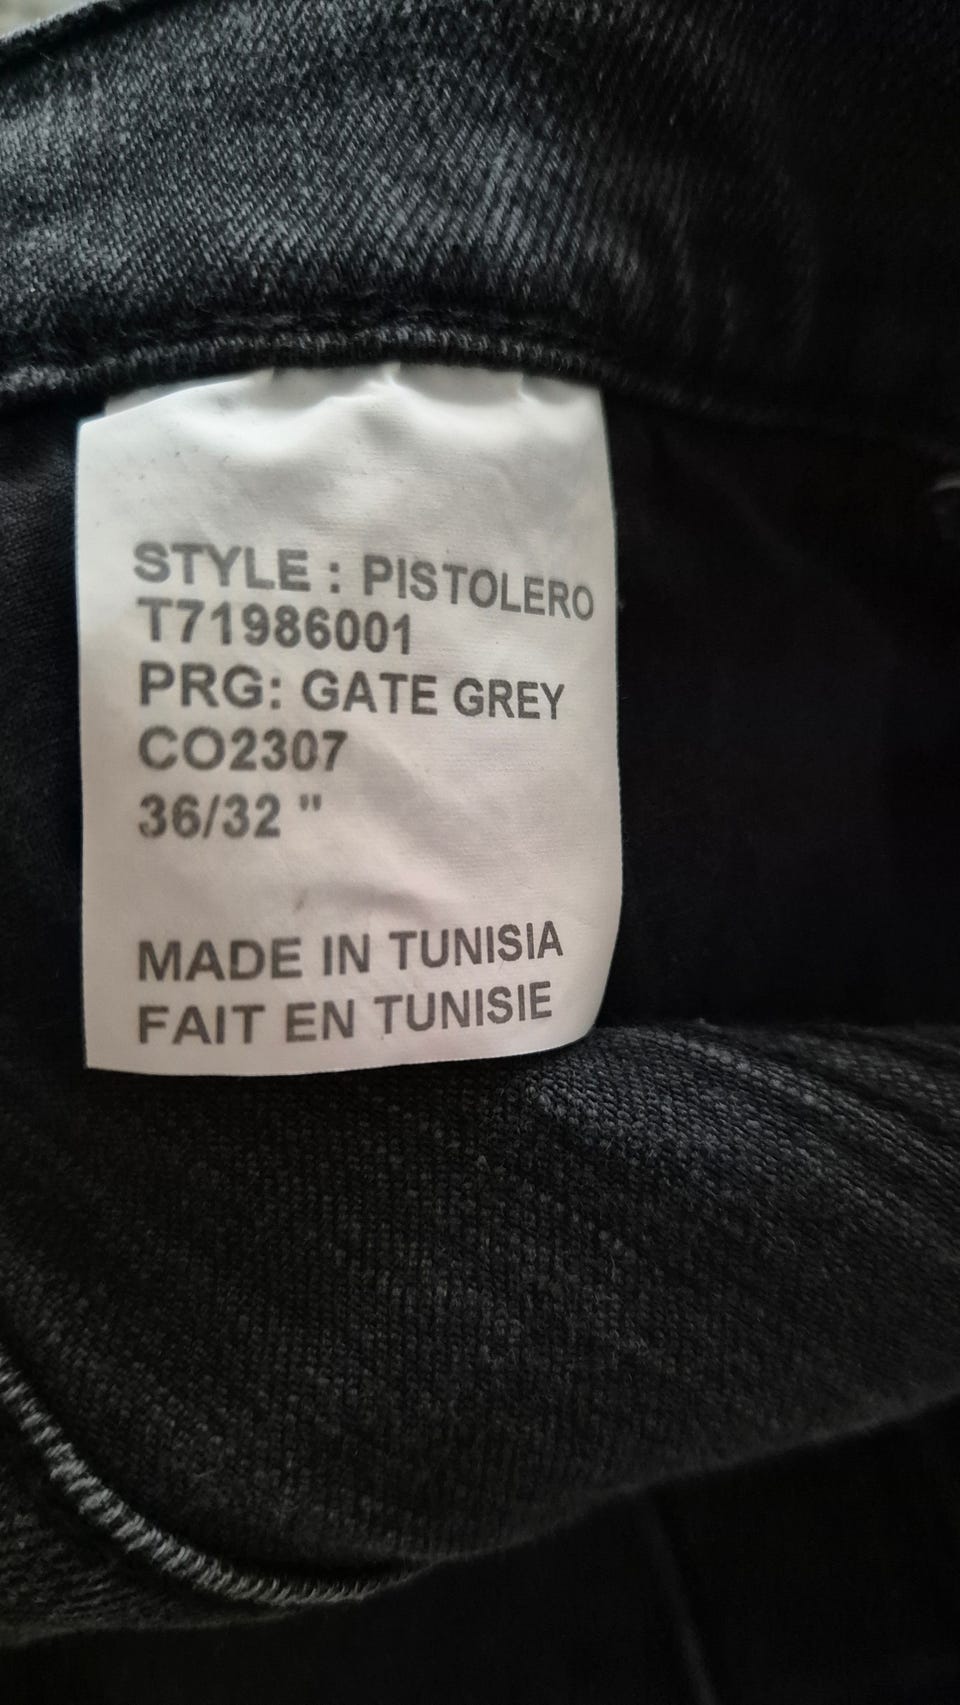 STYLE : PISTOLERO
T71986001
PRG: GATE GREY
CO2307
36/32 "
MADE IN TUNISIA
FAIT EN TUNISIE